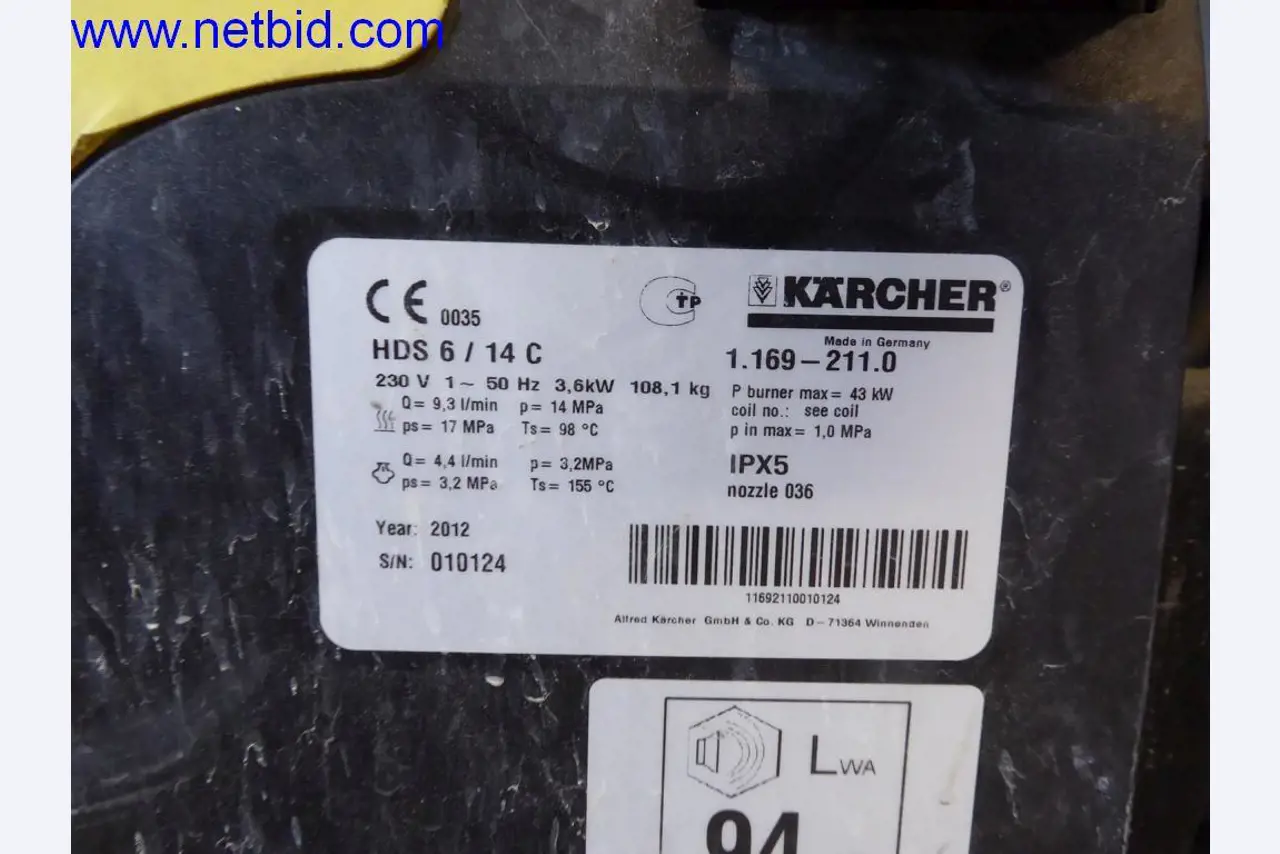 www.netbid.com
CE 0035
KÄRCHER®
Made in Germany
HDS 6 / 14 C
1.169-211.0
230 V 1~ 50 Hz 3,6kW 108,1 kg
P burner max= 43 kW
Q= 9,3 l/min p= 14 MPa
coil no.: see coil
ps= 17 MPa Ts= 98 °C
p in max= 1,0 MPa
Q= 4,4 l/min p= 3,2MPa
IPX5
ps= 3,2 MPa Ts= 155 °C
nozzle 036
Year: 2012
S/N: 010124
11692110010124
Alfred Kärcher GmbH & Co. KG D-71364 Winnenden
LWA
94